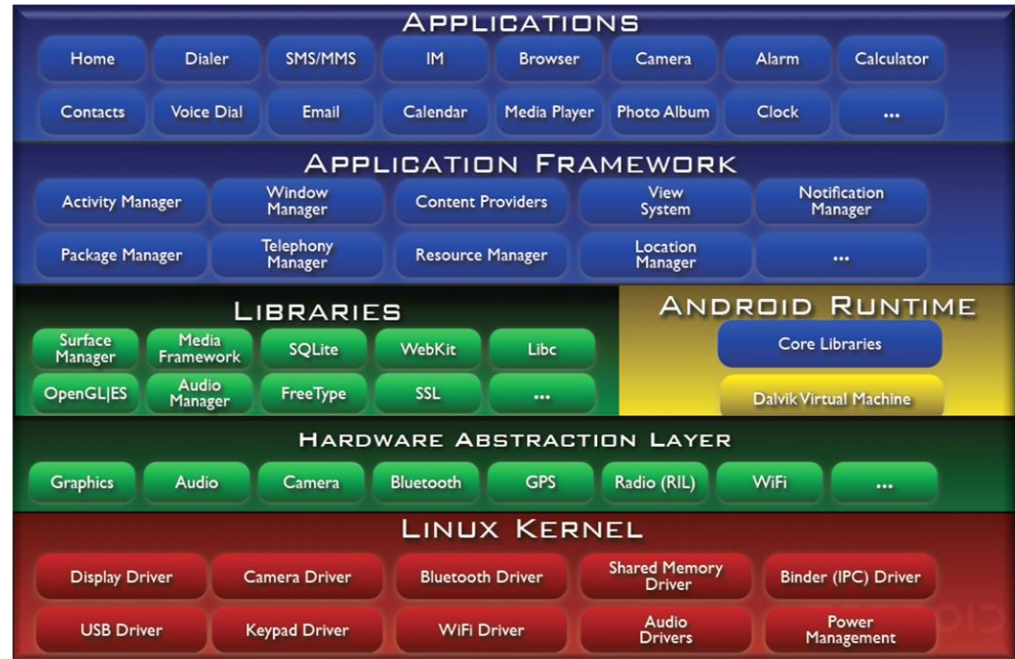 APPLICATIONS
Home Dialer SMS/MMS IM Browser Camera Alarm Calculator
Contacts Voice Dial Email Calendar Media Player Photo Album Clock ...
APPLICATION FRAMEWORK
Activity Manager Window Manager Content Providers View System Notification Manager
Package Manager Telephony Manager Resource Manager Location Manager ...
LIBRARIES
Surface Manager Media Framework SQLite WebKit Libc
OpenGL|ES Audio Manager FreeType SSL ...
ANDROID RUNTIME
Core Libraries
Dalvik Virtual Machine
HARDWARE ABSTRACTION LAYER
Graphics Audio Camera Bluetooth GPS Radio (RIL) WiFi ...
LINUX KERNEL
Display Driver Camera Driver Bluetooth Driver Shared Memory Driver Binder (IPC) Driver
USB Driver Keypad Driver WiFi Driver Audio Drivers Power Management